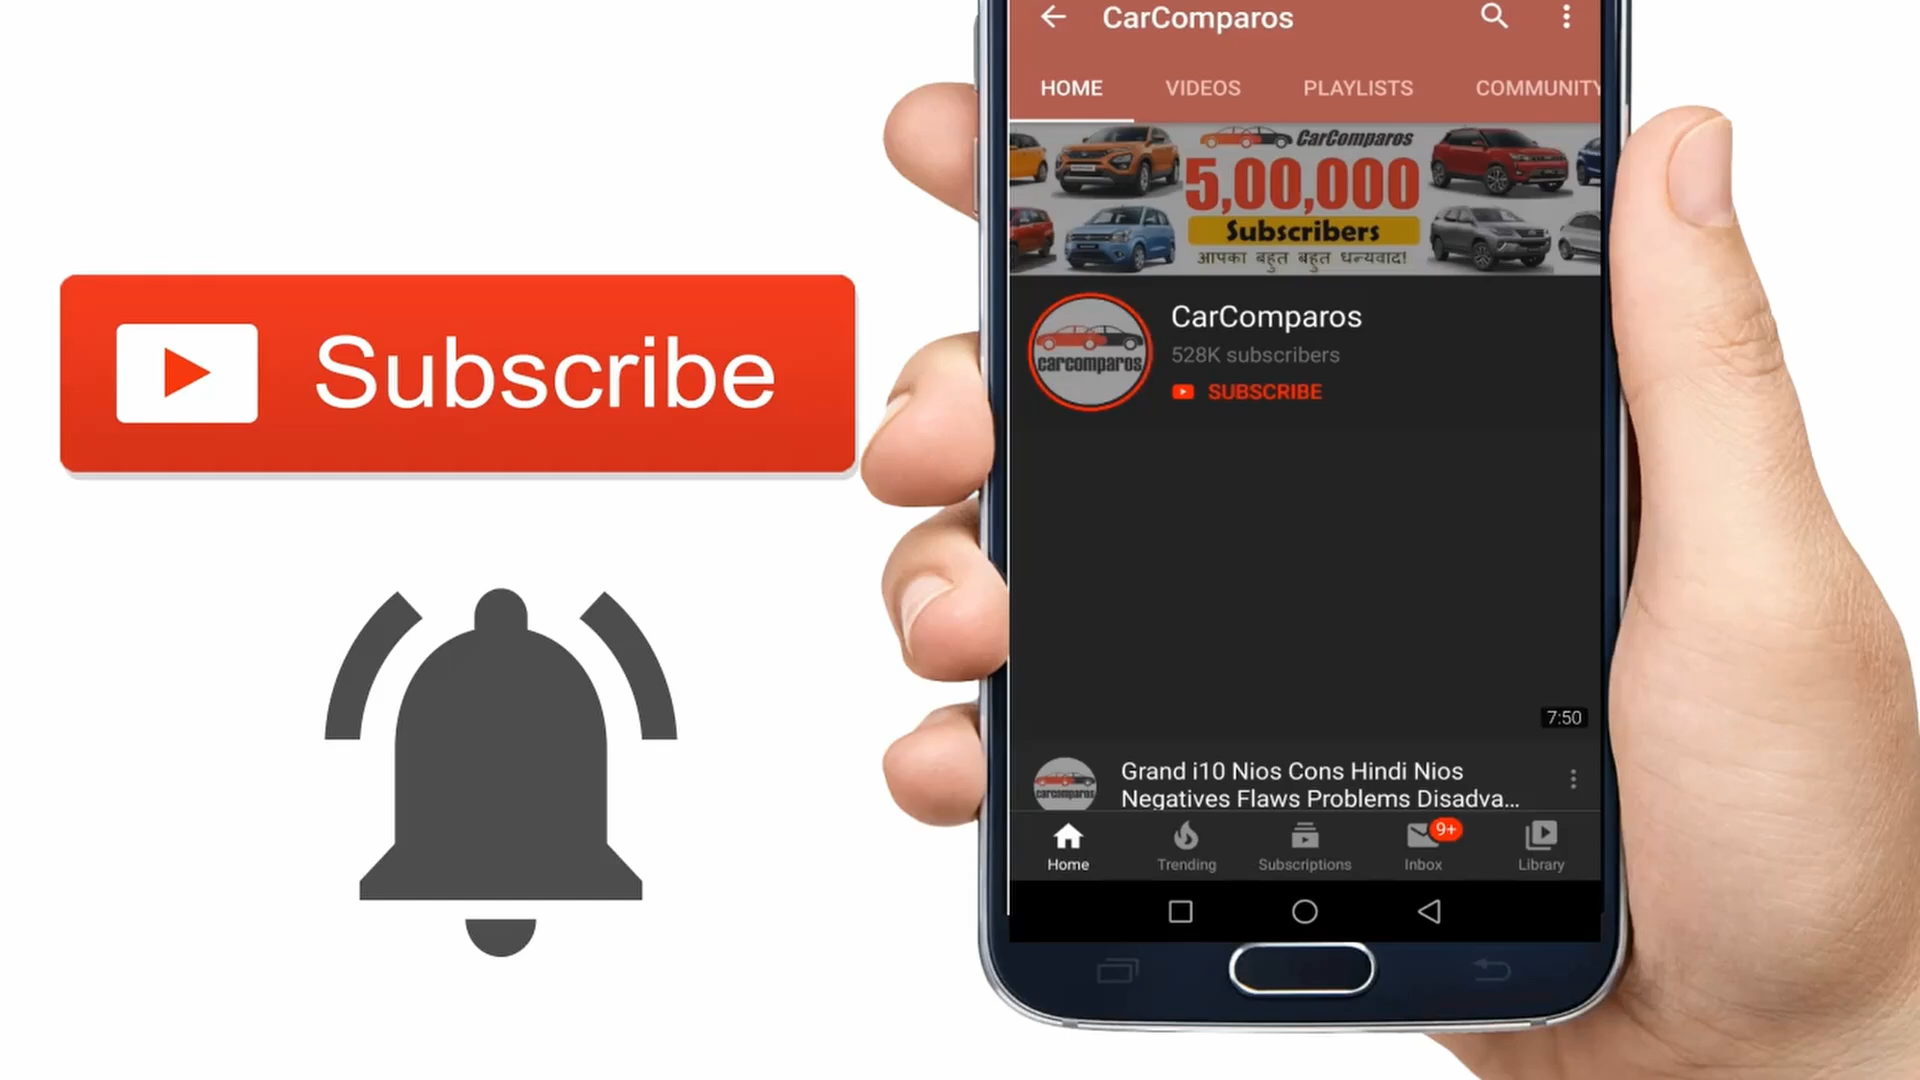 CarComparos
HOME VIDEOS PLAYLISTS COMMUNITY
CarComparos
5,00,000
Subscribers
आपका बहुत बहुत धन्यवाद!
Subscribe
carcomparos
CarComparos
528K subscribers
SUBSCRIBE
7:50
carcomparos
Grand i10 Nios Cons Hindi Nios
Negatives Flaws Problems Disadva...
9+
Home Trending Subscriptions Inbox Library